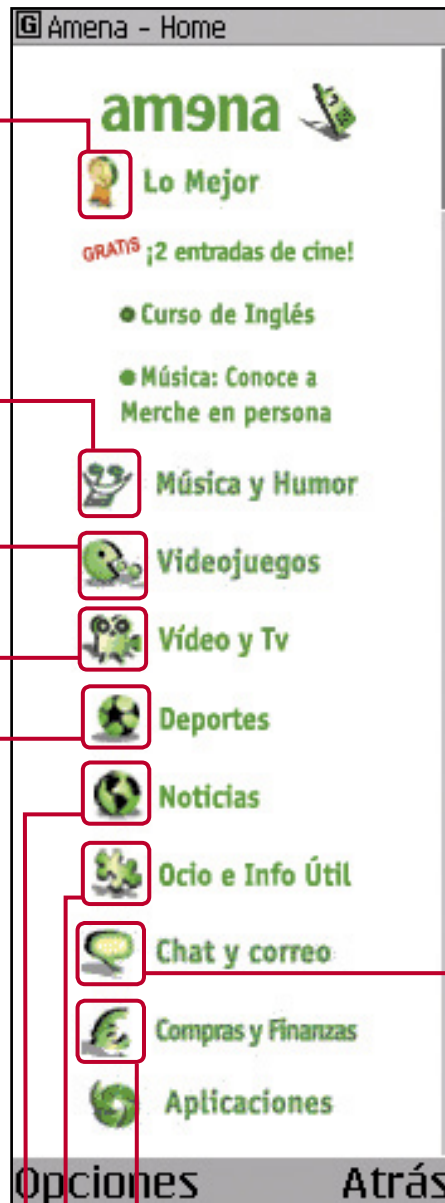 G Amena - Home
amena
Lo Mejor
GRATIS ¡2 entradas de cine!
Curso de Inglés
Música: Conoce a
Merche en persona
Música y Humor
Videojuegos
Vídeo y Tv
Deportes
Noticias
Ocio e Info Útil
Chat y correo
Compras y Finanzas
Aplicaciones
Opciones Atrás